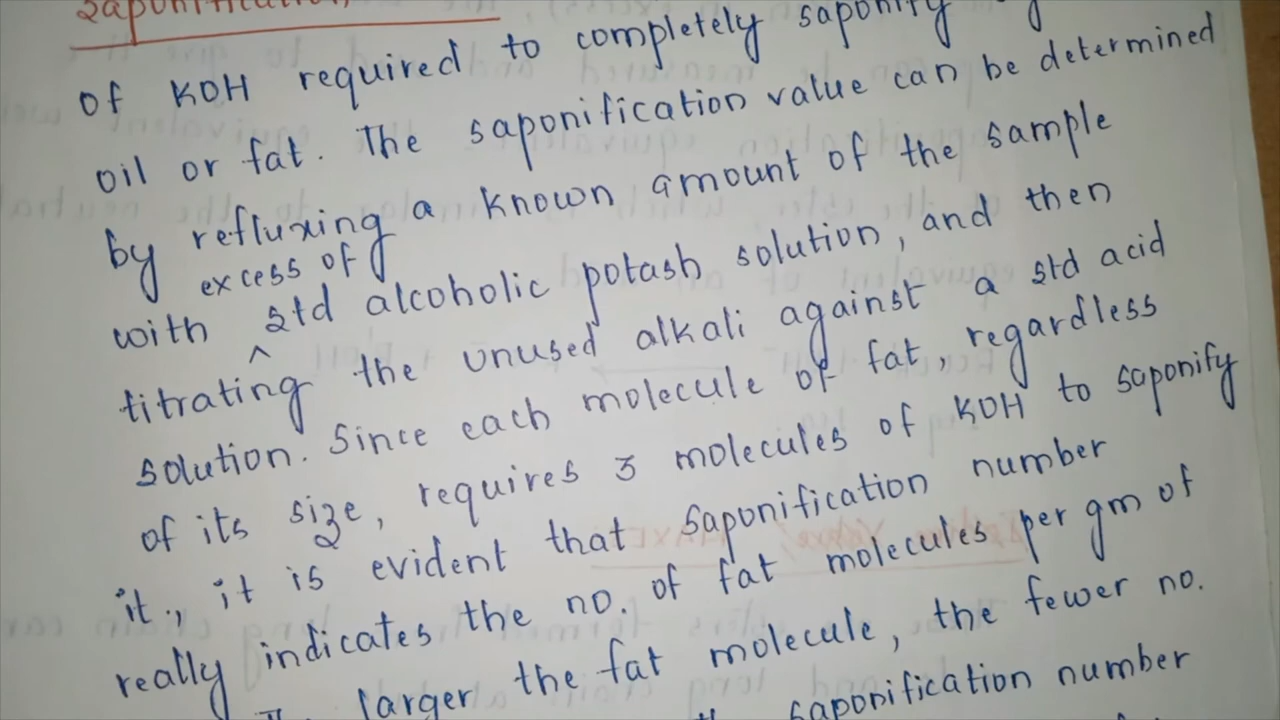 Saponification
of KOH required to completely saponify
oil or fat. The saponification value can be determined
by refluxing a known amount of the sample
with ^ excess of std alcoholic potash solution, and then
titrating the unused alkali against a std acid
solution. Since each molecule of fat, regardless
of its size, requires 3 molecules of KOH to saponify
it., it is evident that saponification number
really indicates the no. of fat molecules per gm of
larger the fat molecule, the fewer no.
saponification number